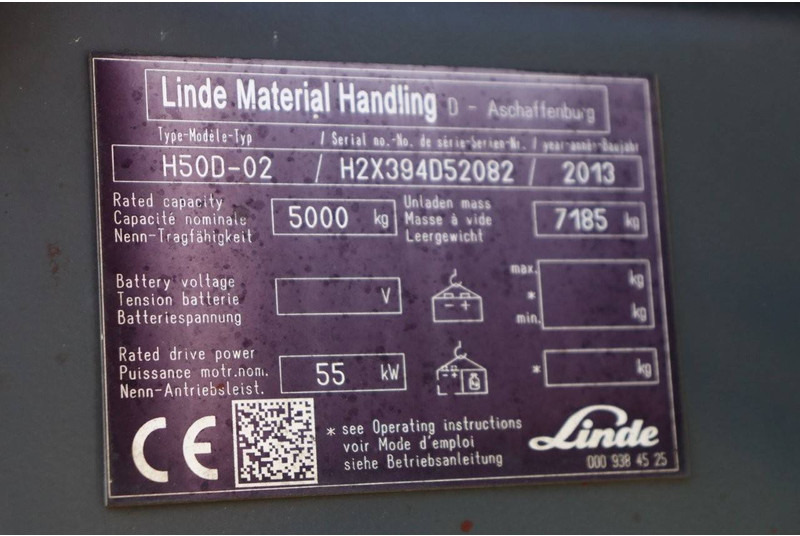 Linde Material Handling D - Aschaffenburg
Type-Modèle-Typ / Serial no.-No. de série-Serien-Nr. / year-année-Baujahr
H50D-02 / H2X394D52082 / 2013
Rated capacity
Capacité nominale
Nenn-Tragfähigkeit
5000 kg
Unladen mass
Masse à vide
Leergewicht
7185 kg
Battery voltage
Tension batterie
Batteriespannung
V
- +
max.
*
min.
kg
kg
Rated drive power
Puissance motr.nom.
Nenn-Antriebsleist.
55 kW
- +
*
kg
CE
* see Operating instructions
voir Mode d'emploi
siehe Betriebsanleitung
Linde
000 938 45 25